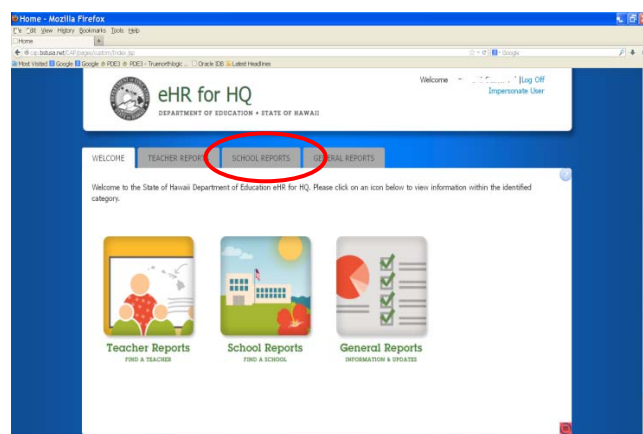 Home - Mozilla Firefox
File Edit View History Bookmarks Tools Help
Home
Google
Most Visited Google Google PDE3 PDE3 - Truenorthlogic ... Oracle IDB Latest Headlines
Welcome |Log Off
Impersonate User
eHR for HQ
DEPARTMENT OF EDUCATION • STATE OF HAWAII
WELCOME TEACHER REPORTS SCHOOL REPORTS GENERAL REPORTS
Welcome to the State of Hawaii Department of Education eHR for HQ. Please click on an icon below to view information within the identified
category.
Teacher Reports School Reports General Reports
FIND A TEACHER FIND A SCHOOL INFORMATION & UPDATES